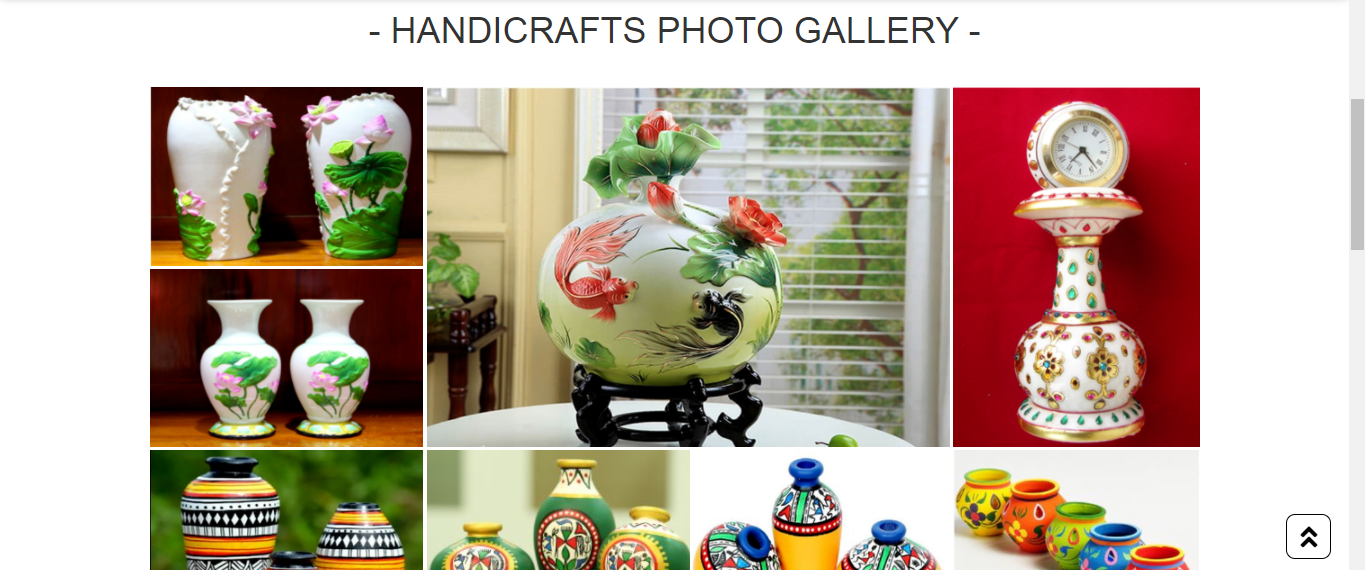 - HANDICRAFTS PHOTO GALLERY -